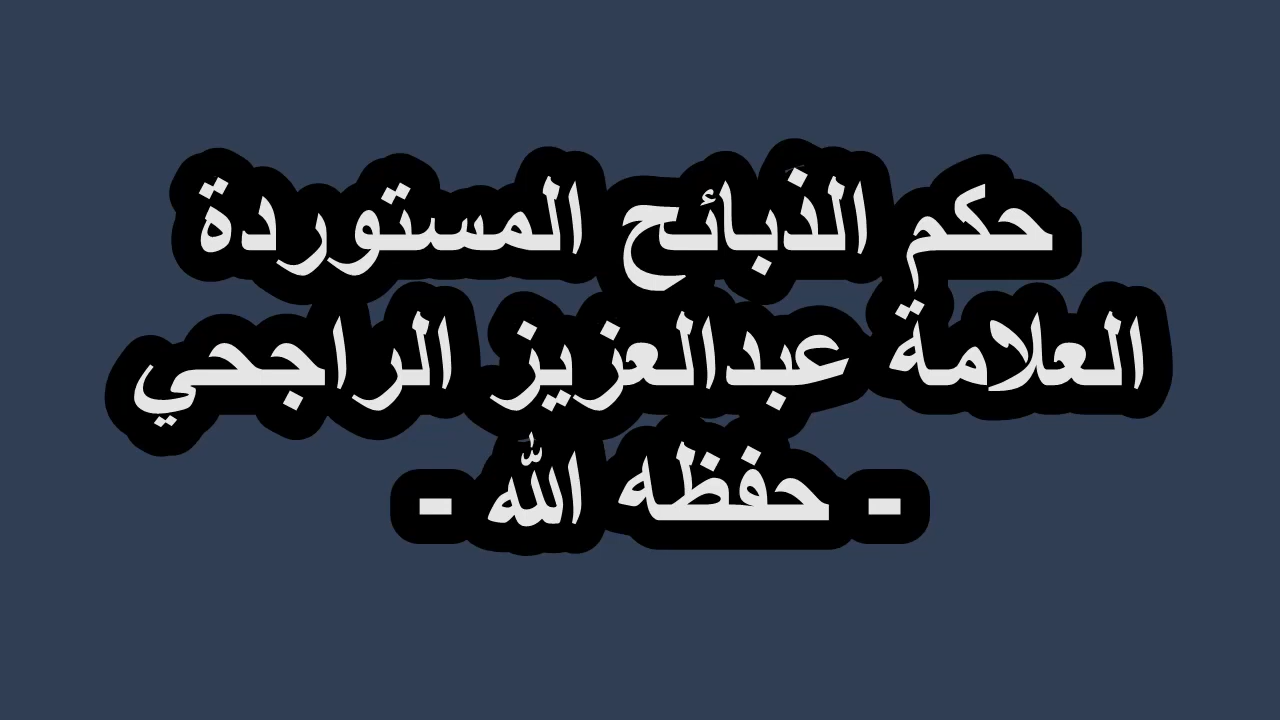 حكم الذبائح المستوردة
العلامة عبدالعزيز الراجحي
- حفظه الله -